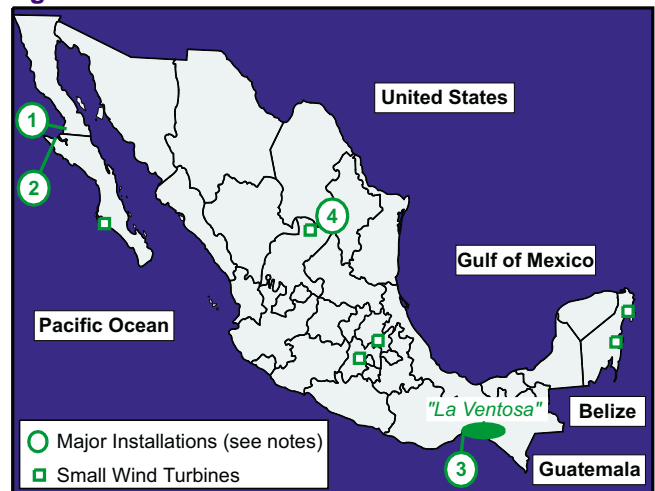 United States
1
2
4
Gulf of Mexico
Pacific Ocean
"La Ventosa"
Belize
3
Guatemala
Major Installations (see notes)
Small Wind Turbines